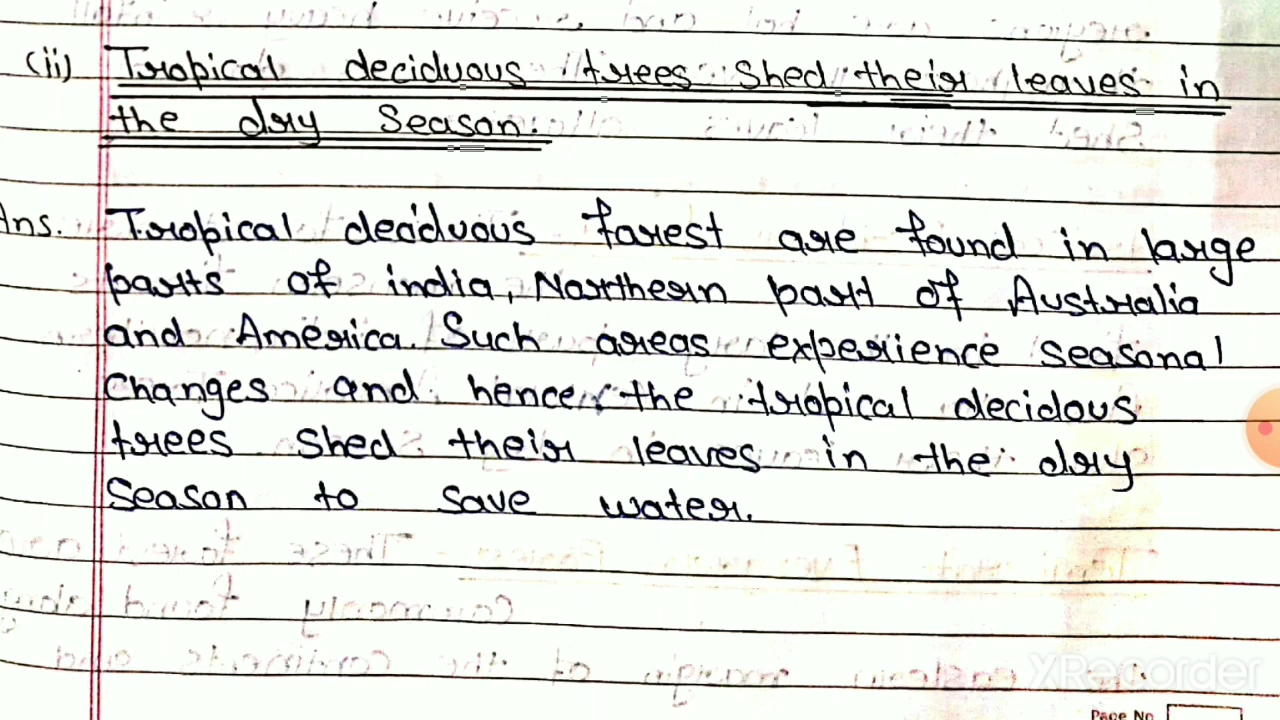 (ii) Tropical deciduous trees shed their leaves in
the dry season.
Ans. Tropical deciduous forest are found in large
parts of india, Northern part of Australia
and America. Such areas experience seasonal
changes and hence the tropical decidous
trees shed their leaves in the dry
season to save water.
XRecorder
Page No.